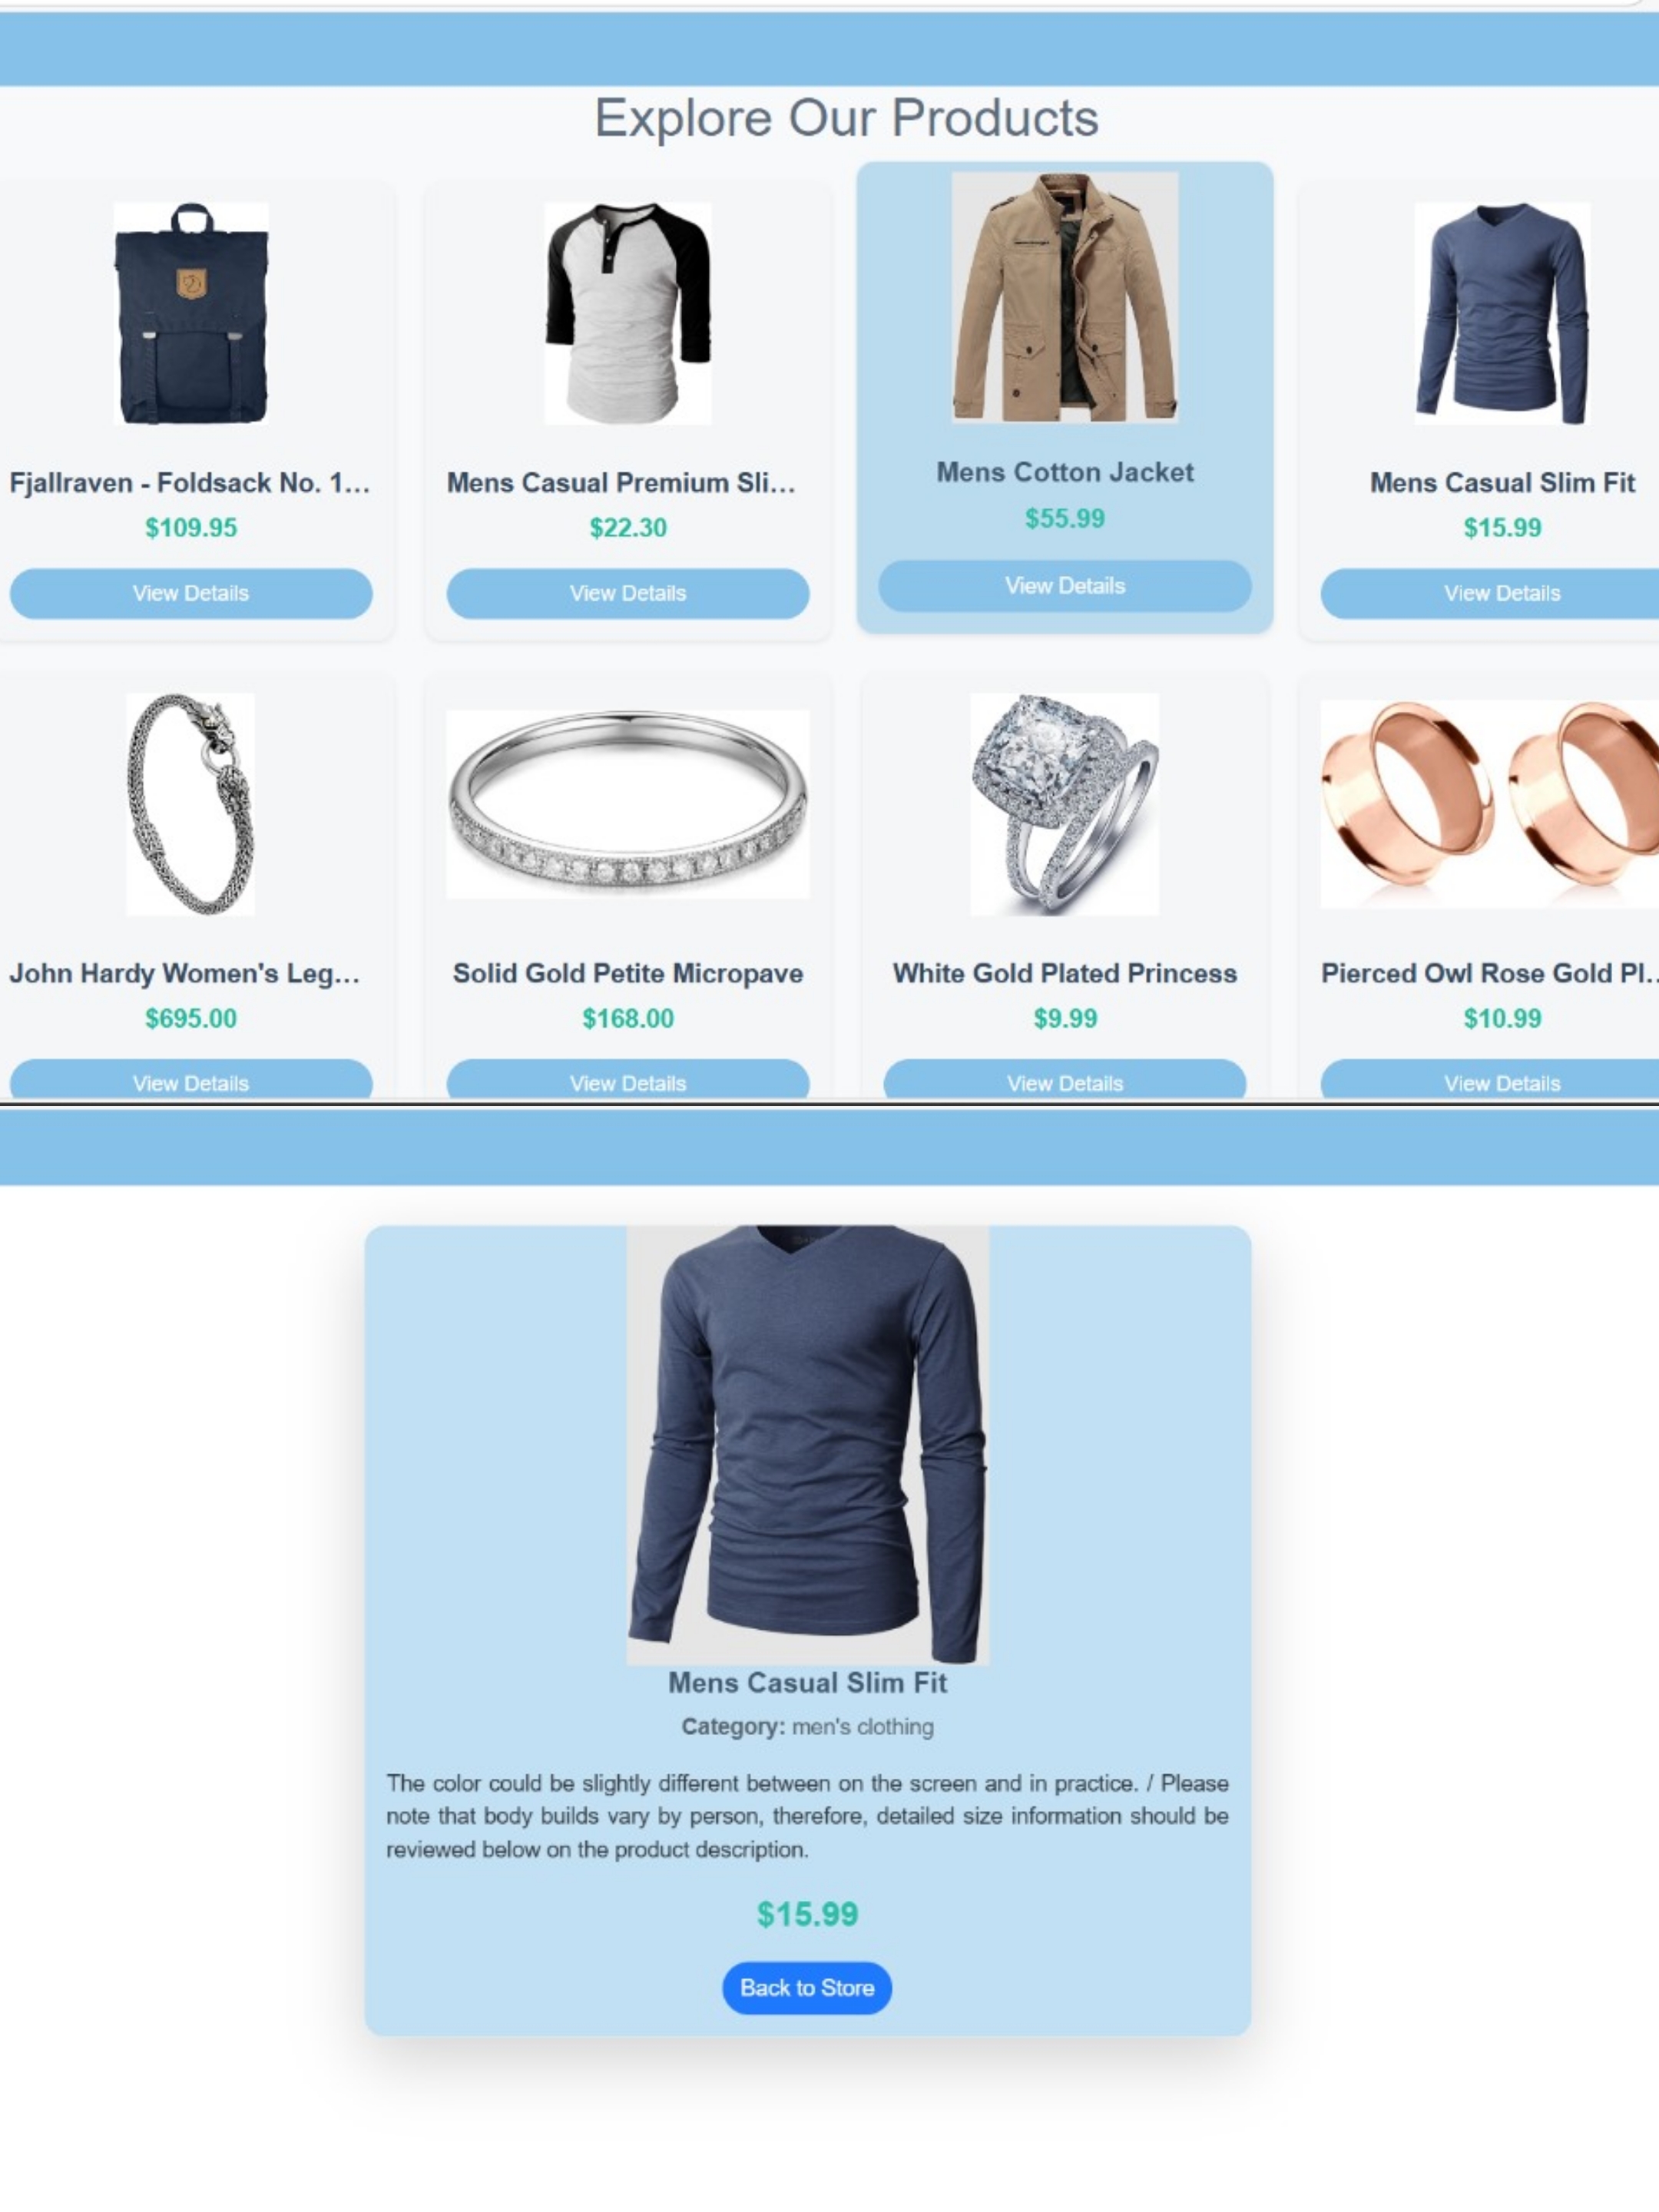 Explore Our Products
Fjallraven - Foldsack No. 1...
Mens Casual Premium Sli...
Mens Cotton Jacket
Mens Casual Slim Fit
$109.95
$22.30
$55.99
$15.99
View Details
View Details
View Details
View Details
John Hardy Women's Leg...
Solid Gold Petite Micropave
White Gold Plated Princess
Pierced Owl Rose Gold Pl..
$695.00
$168.00
$9.99
$10.99
View Details
View Details
View Details
View Details
Mens Casual Slim Fit
Category: men's clothing
The color could be slightly different between on the screen and in practice. / Please
note that body builds vary by person, therefore, detailed size information should be
reviewed below on the product description.
$15.99
Back to Store